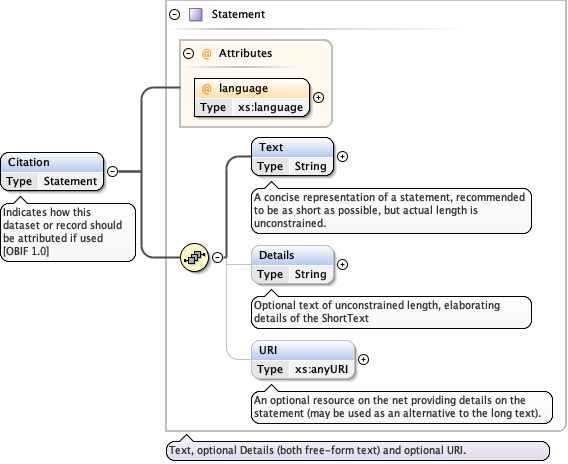 Statement
@ Attributes
@ language
Type xs:language
Citation
Type Statement
Indicates how this
dataset or record should
be attributed if used
[OBIF 1.0]
Text
Type String
A concise representation of a statement, recommended
to be as short as possible, but actual length is
unconstrained.
Details
Type String
Optional text of unconstrained length, elaborating
details of the ShortText
URI
Type xs:anyURI
An optional resource on the net providing details on the
statement (may be used as an alternative to the long text).
Text, optional Details (both free-form text) and optional URI.